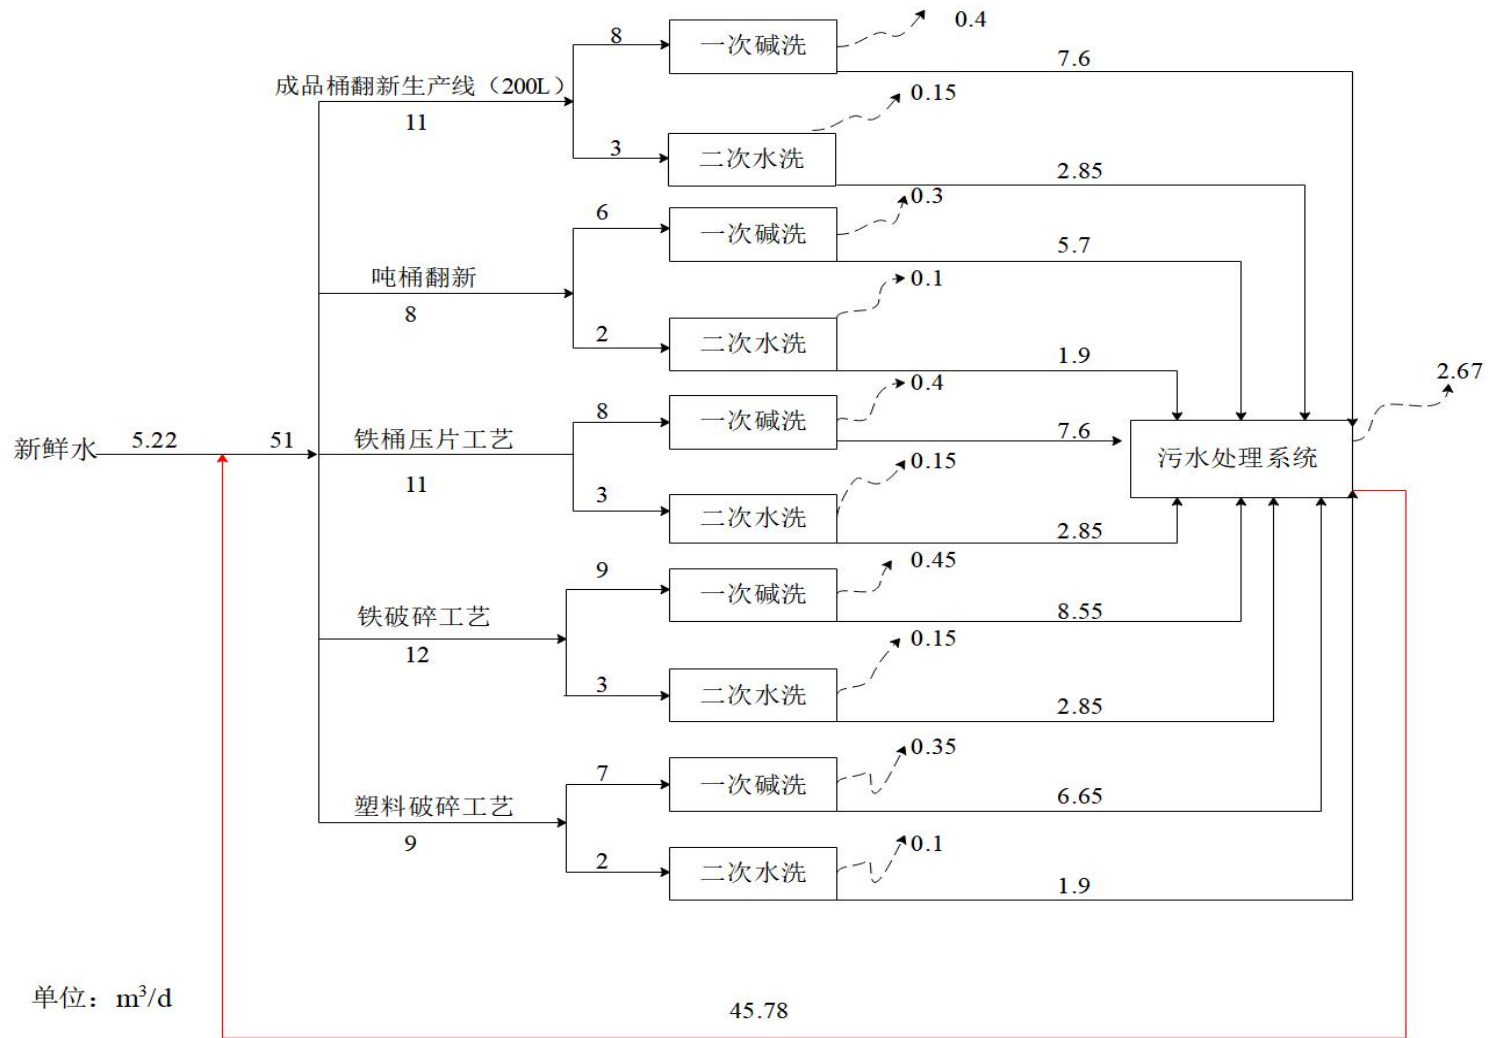 0.4
8
一次碱洗
7.6
成品桶翻新生产线（200L）
0.15
11
3
二次水洗
2.85
0.3
6
一次碱洗
5.7
吨桶翻新
0.1
8
2
二次水洗
1.9
2.67
0.4
8
一次碱洗
7.6
新鲜水
5.22
51
铁桶压片工艺
污水处理系统
0.15
11
3
二次水洗
2.85
0.45
9
一次碱洗
8.55
铁破碎工艺
0.15
12
3
二次水洗
2.85
0.35
7
一次碱洗
6.65
塑料破碎工艺
0.1
9
2
二次水洗
1.9
单位：m³/d
45.78